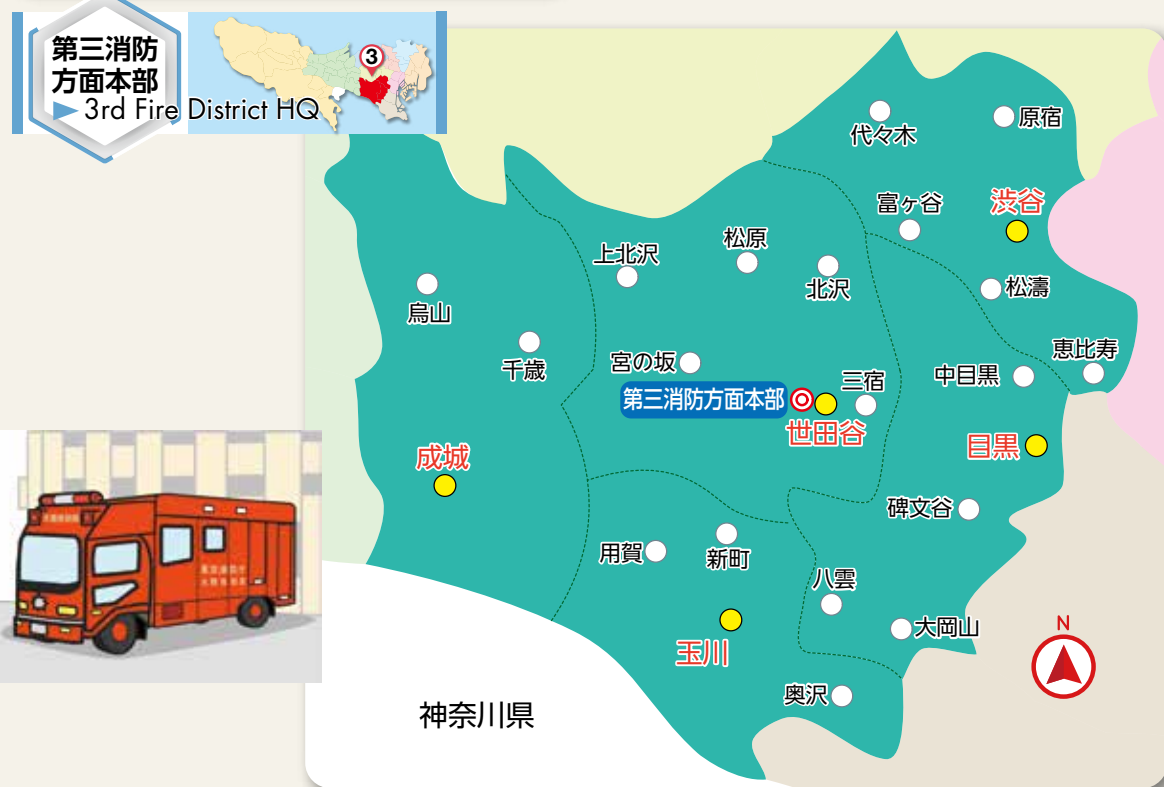 第三消防
方面本部
3rd Fire District HQ
3
代々木
原宿
富ヶ谷
渋谷
上北沢
松原
北沢
松濤
烏山
千歳
宮の坂
三宿
中目黒
恵比寿
第三消防方面本部
世田谷
目黒
成城
碑文谷
用賀
新町
八雲
大岡山
玉川
奥沢
神奈川県
N